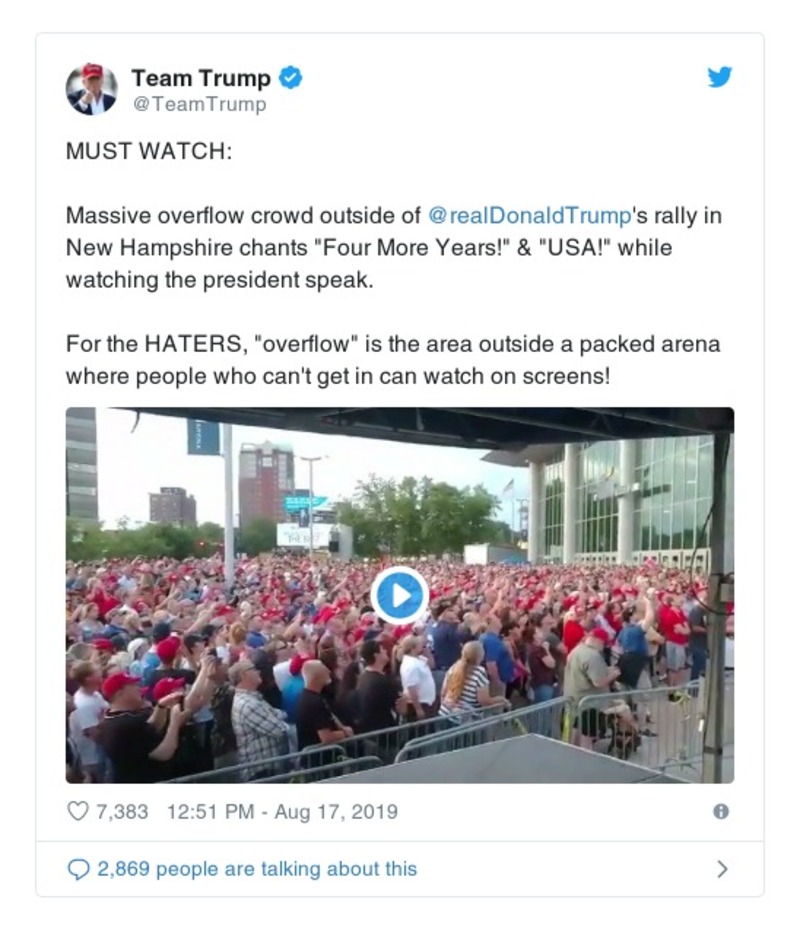 Team Trump
@TeamTrump
MUST WATCH:
Massive overflow crowd outside of @realDonaldTrump's rally in
New Hampshire chants "Four More Years!" & "USA!" while
watching the president speak.
For the HATERS, "overflow" is the area outside a packed arena
where people who can't get in can watch on screens!
7,383 12:51 PM - Aug 17, 2019
2,869 people are talking about this